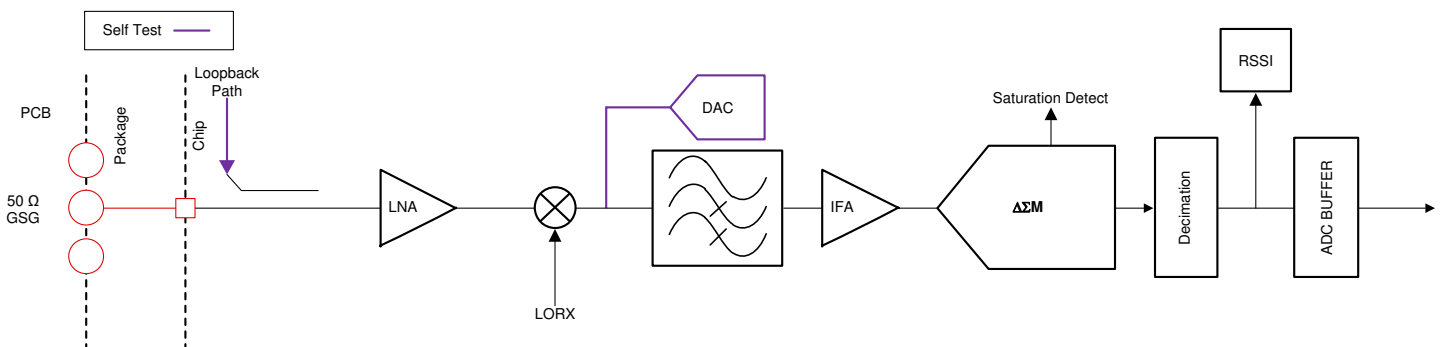 Self Test
Loopback
Path
PCB
Package
Chip
50 Ω
GSG
LNA
LORX
DAC
IFA
Saturation Detect
ΔΣM
Decimation
RSSI
ADC BUFFER